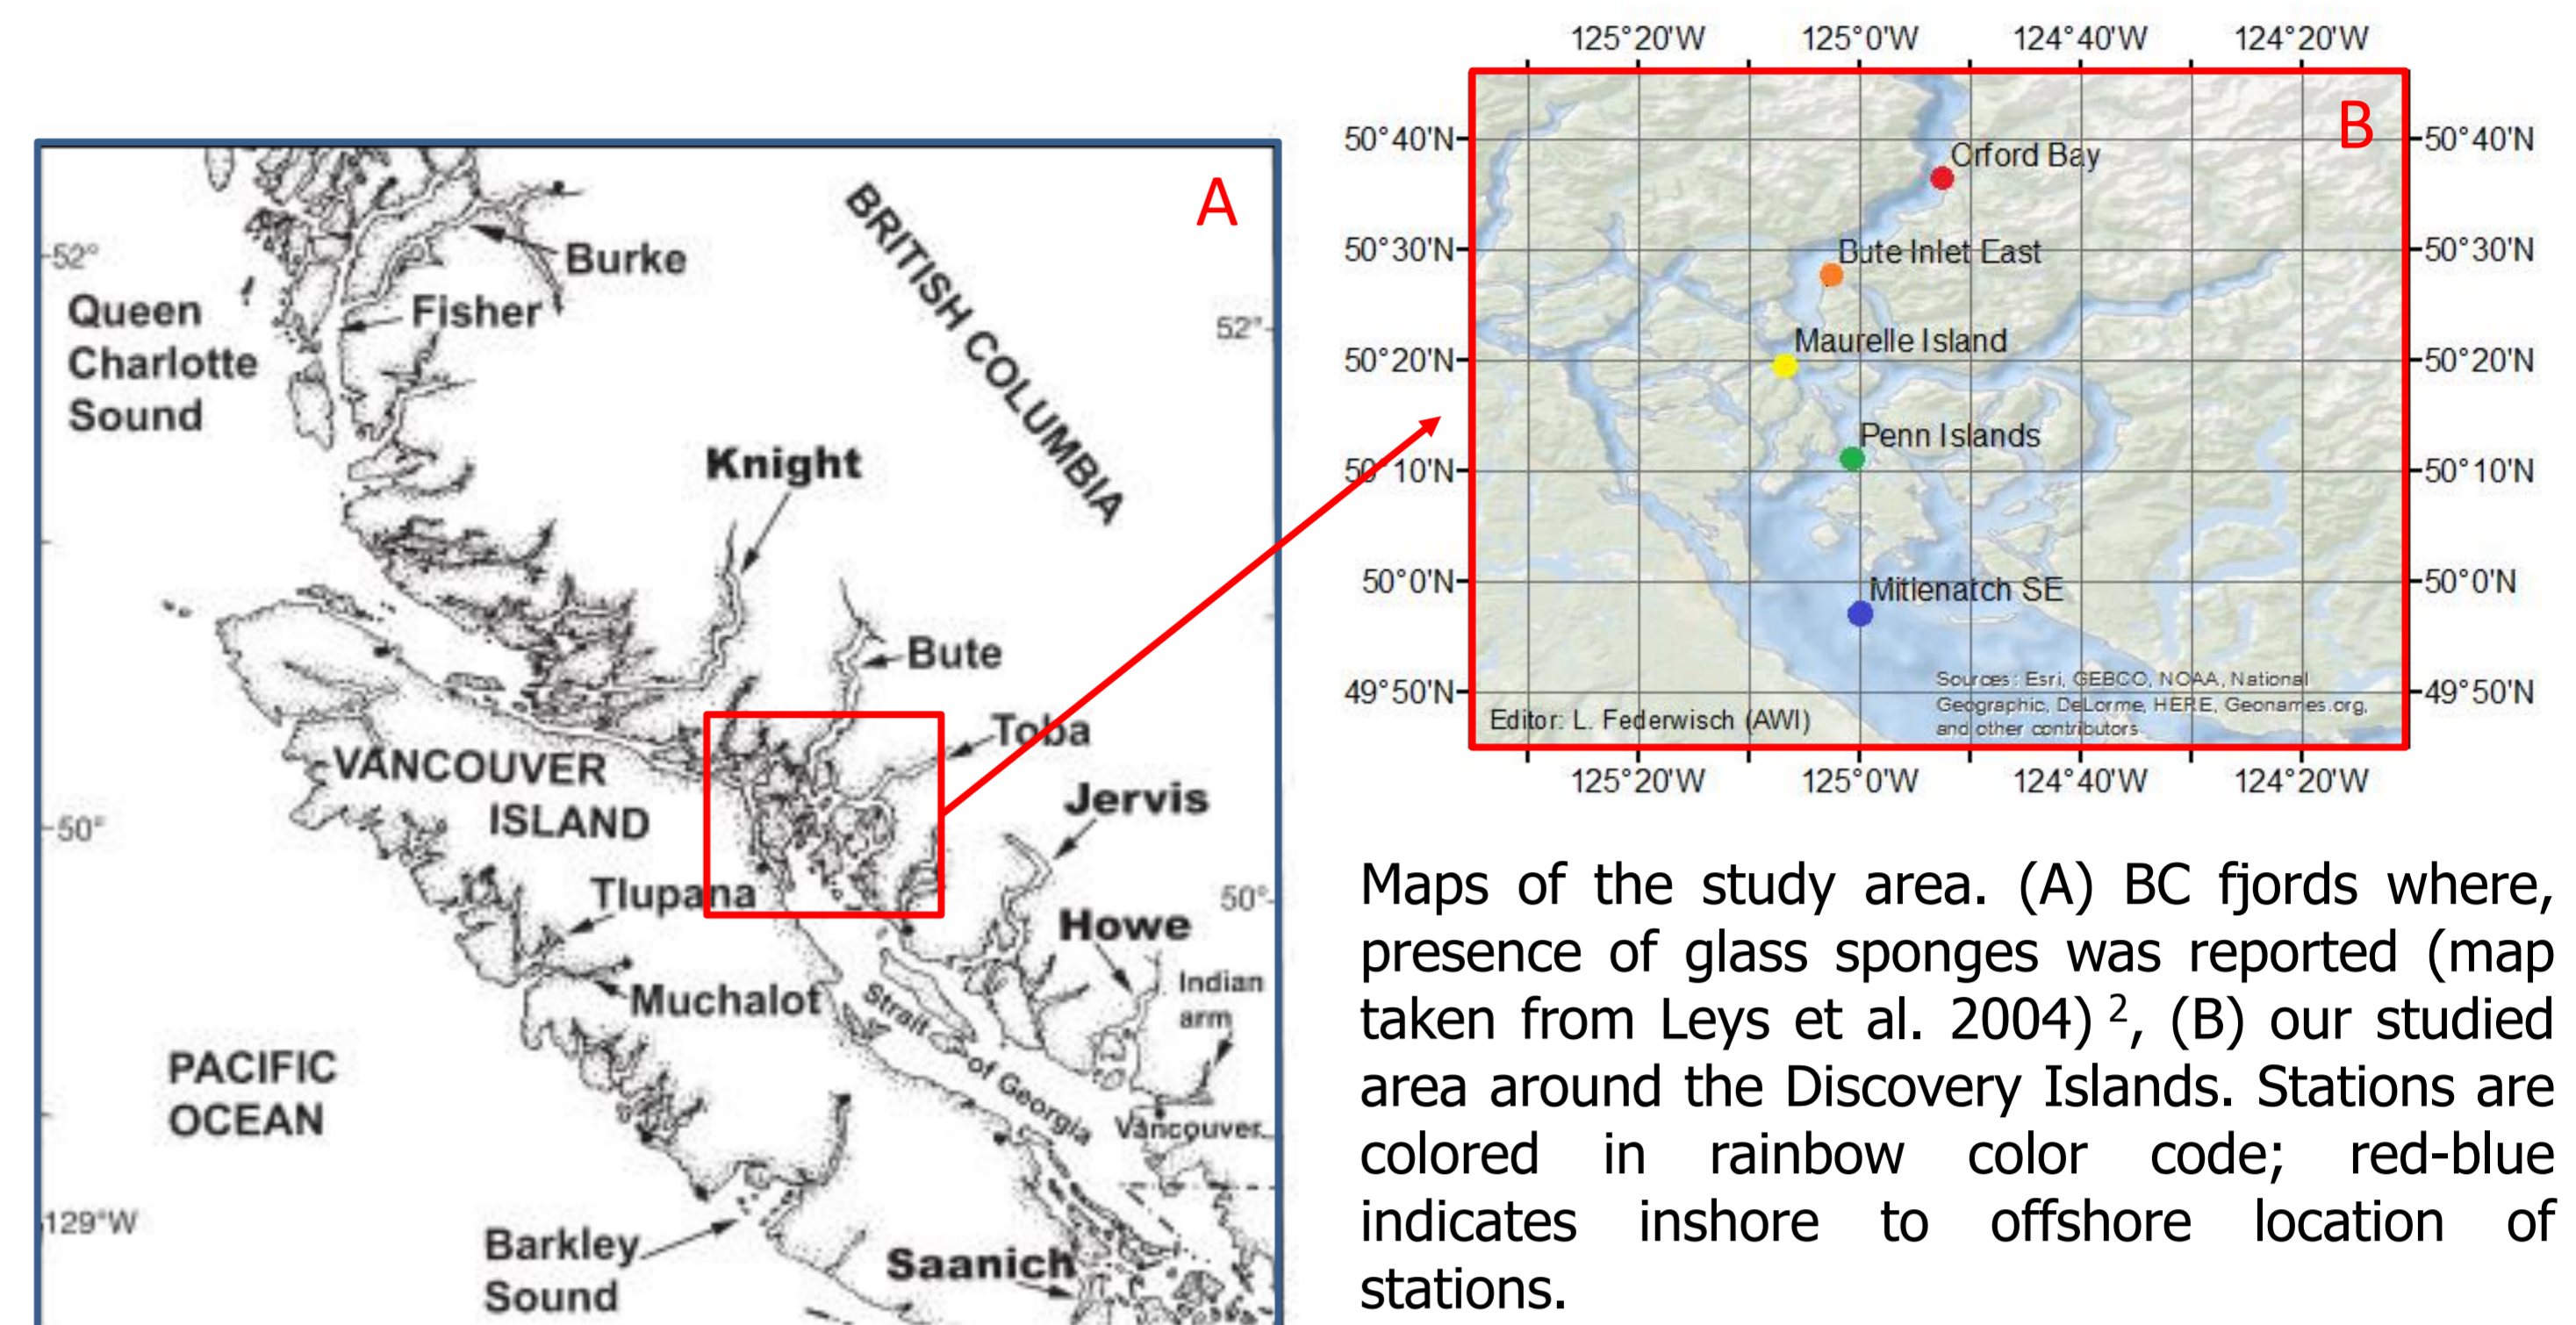 A
BRITISH COLUMBIA
52°
Burke
Queen
Charlotte
Sound
Fisher
52°
Knight
Bute
Toba
VANCOUVER
ISLAND
Jervis
50°
Tlupana
50°
Howe
Indian
arm
Muchalot
Strait of Georgia
PACIFIC
OCEAN
Vancouver
129°W
Barkley
Sound
Saanich
125°20'W 125°0'W 124°40'W 124°20'W
B
50°40'N 50°40'N
Orford Bay
50°30'N Bute Inlet East 50°30'N
Maurelle Island
50°20'N 50°20'N
Penn Islands
50°10'N 50°10'N
50°0'N Mitlenatch SE 50°0'N
49°50'N 49°50'N
Sources: Esri, GEBCO, NOAA, National
Geographic, DeLorme, HERE, Geonames.org,
and other contributors
Editor: L. Federwisch (AWI)
125°20'W 125°0'W 124°40'W 124°20'W
Maps of the study area. (A) BC fjords where,
presence of glass sponges was reported (map
taken from Leys et al. 2004) ², (B) our studied
area around the Discovery Islands. Stations are
colored in rainbow color code; red-blue
indicates inshore to offshore location of
stations.